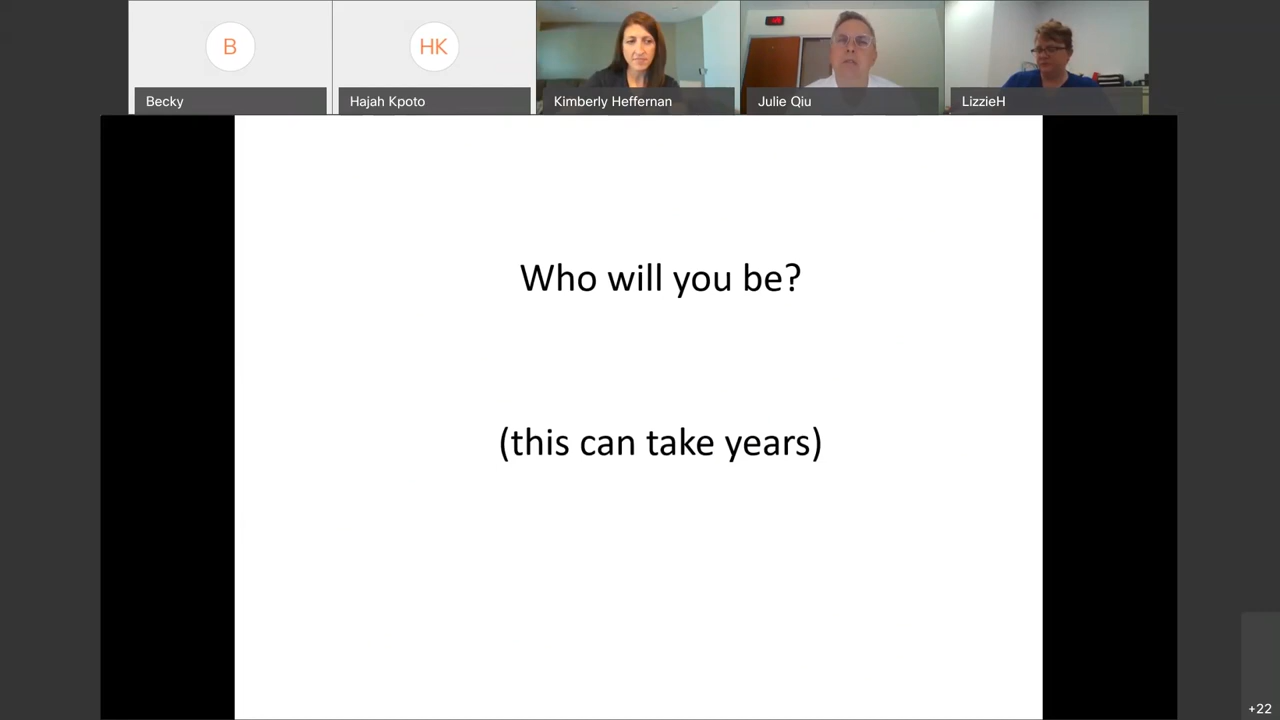 B
HK
Becky
Hajah Kpoto
Kimberly Heffernan
Julie Qiu
LizzieH
Who will you be?
(this can take years)
+22